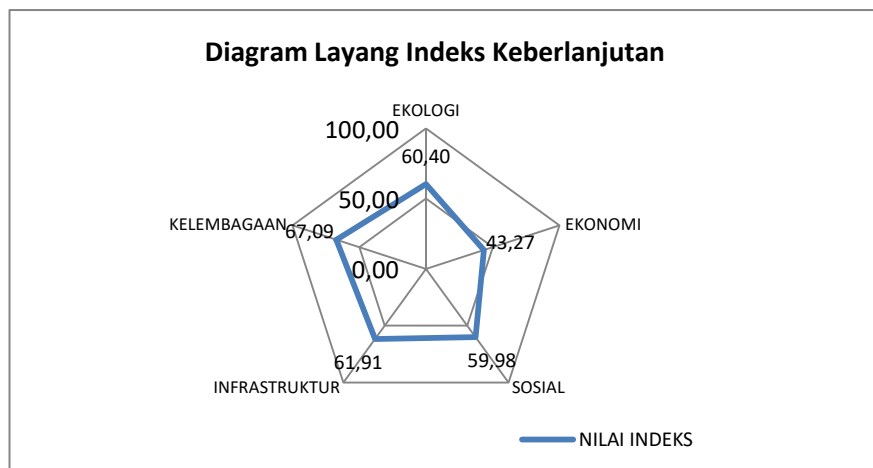 Diagram Layang Indeks Keberlanjutan
EKOLOGI
100,00
60,40
50,00
KELEMBAGAAN
67,09
43,27
EKONOMI
0,00
61,91
59,98
INFRASTRUKTUR
SOSIAL
NILAI INDEKS